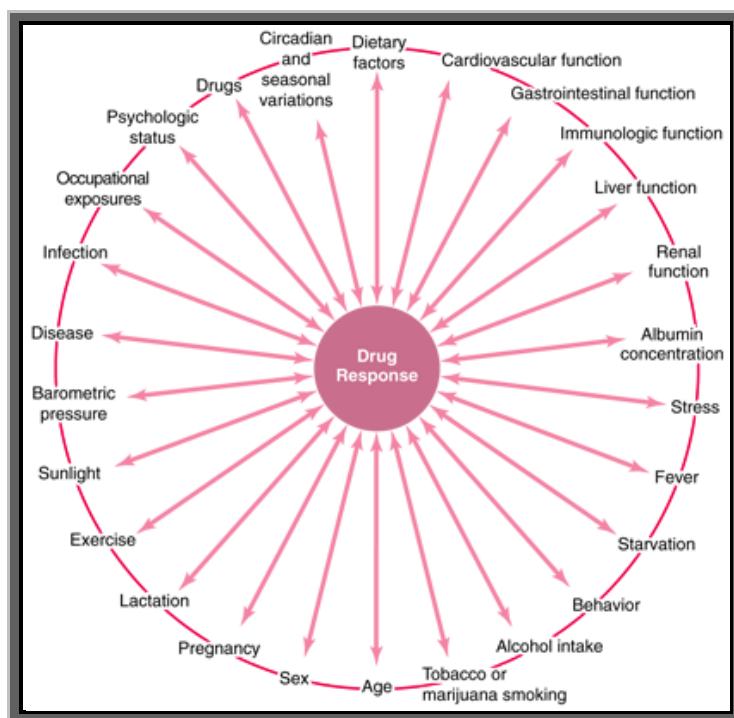 Circadian
and
seasonal
variations
Dietary
factors
Cardiovascular function
Gastrointestinal function
Immunologic function
Liver function
Renal
function
Albumin
concentration
Stress
Fever
Starvation
Behavior
Alcohol intake
Tobacco or
marijuana smoking
Age
Sex
Pregnancy
Lactation
Exercise
Sunlight
Barometric
pressure
Disease
Infection
Occupational
exposures
Psychologic
status
Drugs
Drug
Response